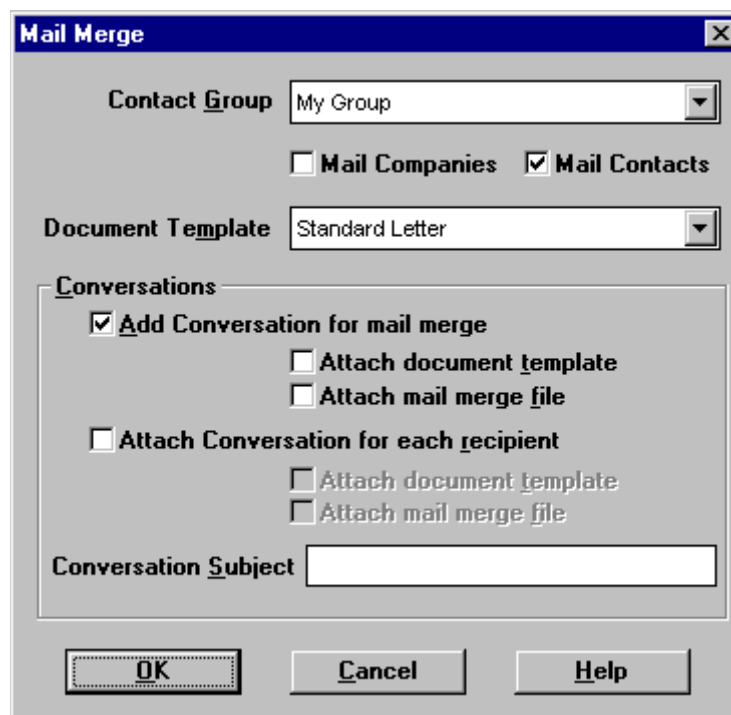 Mail Merge
Contact Group My Group
Mail Companies Mail Contacts
Document Template Standard Letter
Conversations
Add Conversation for mail merge
Attach document template
Attach mail merge file
Attach Conversation for each recipient
Attach document template
Attach mail merge file
Conversation Subject
OK Cancel Help